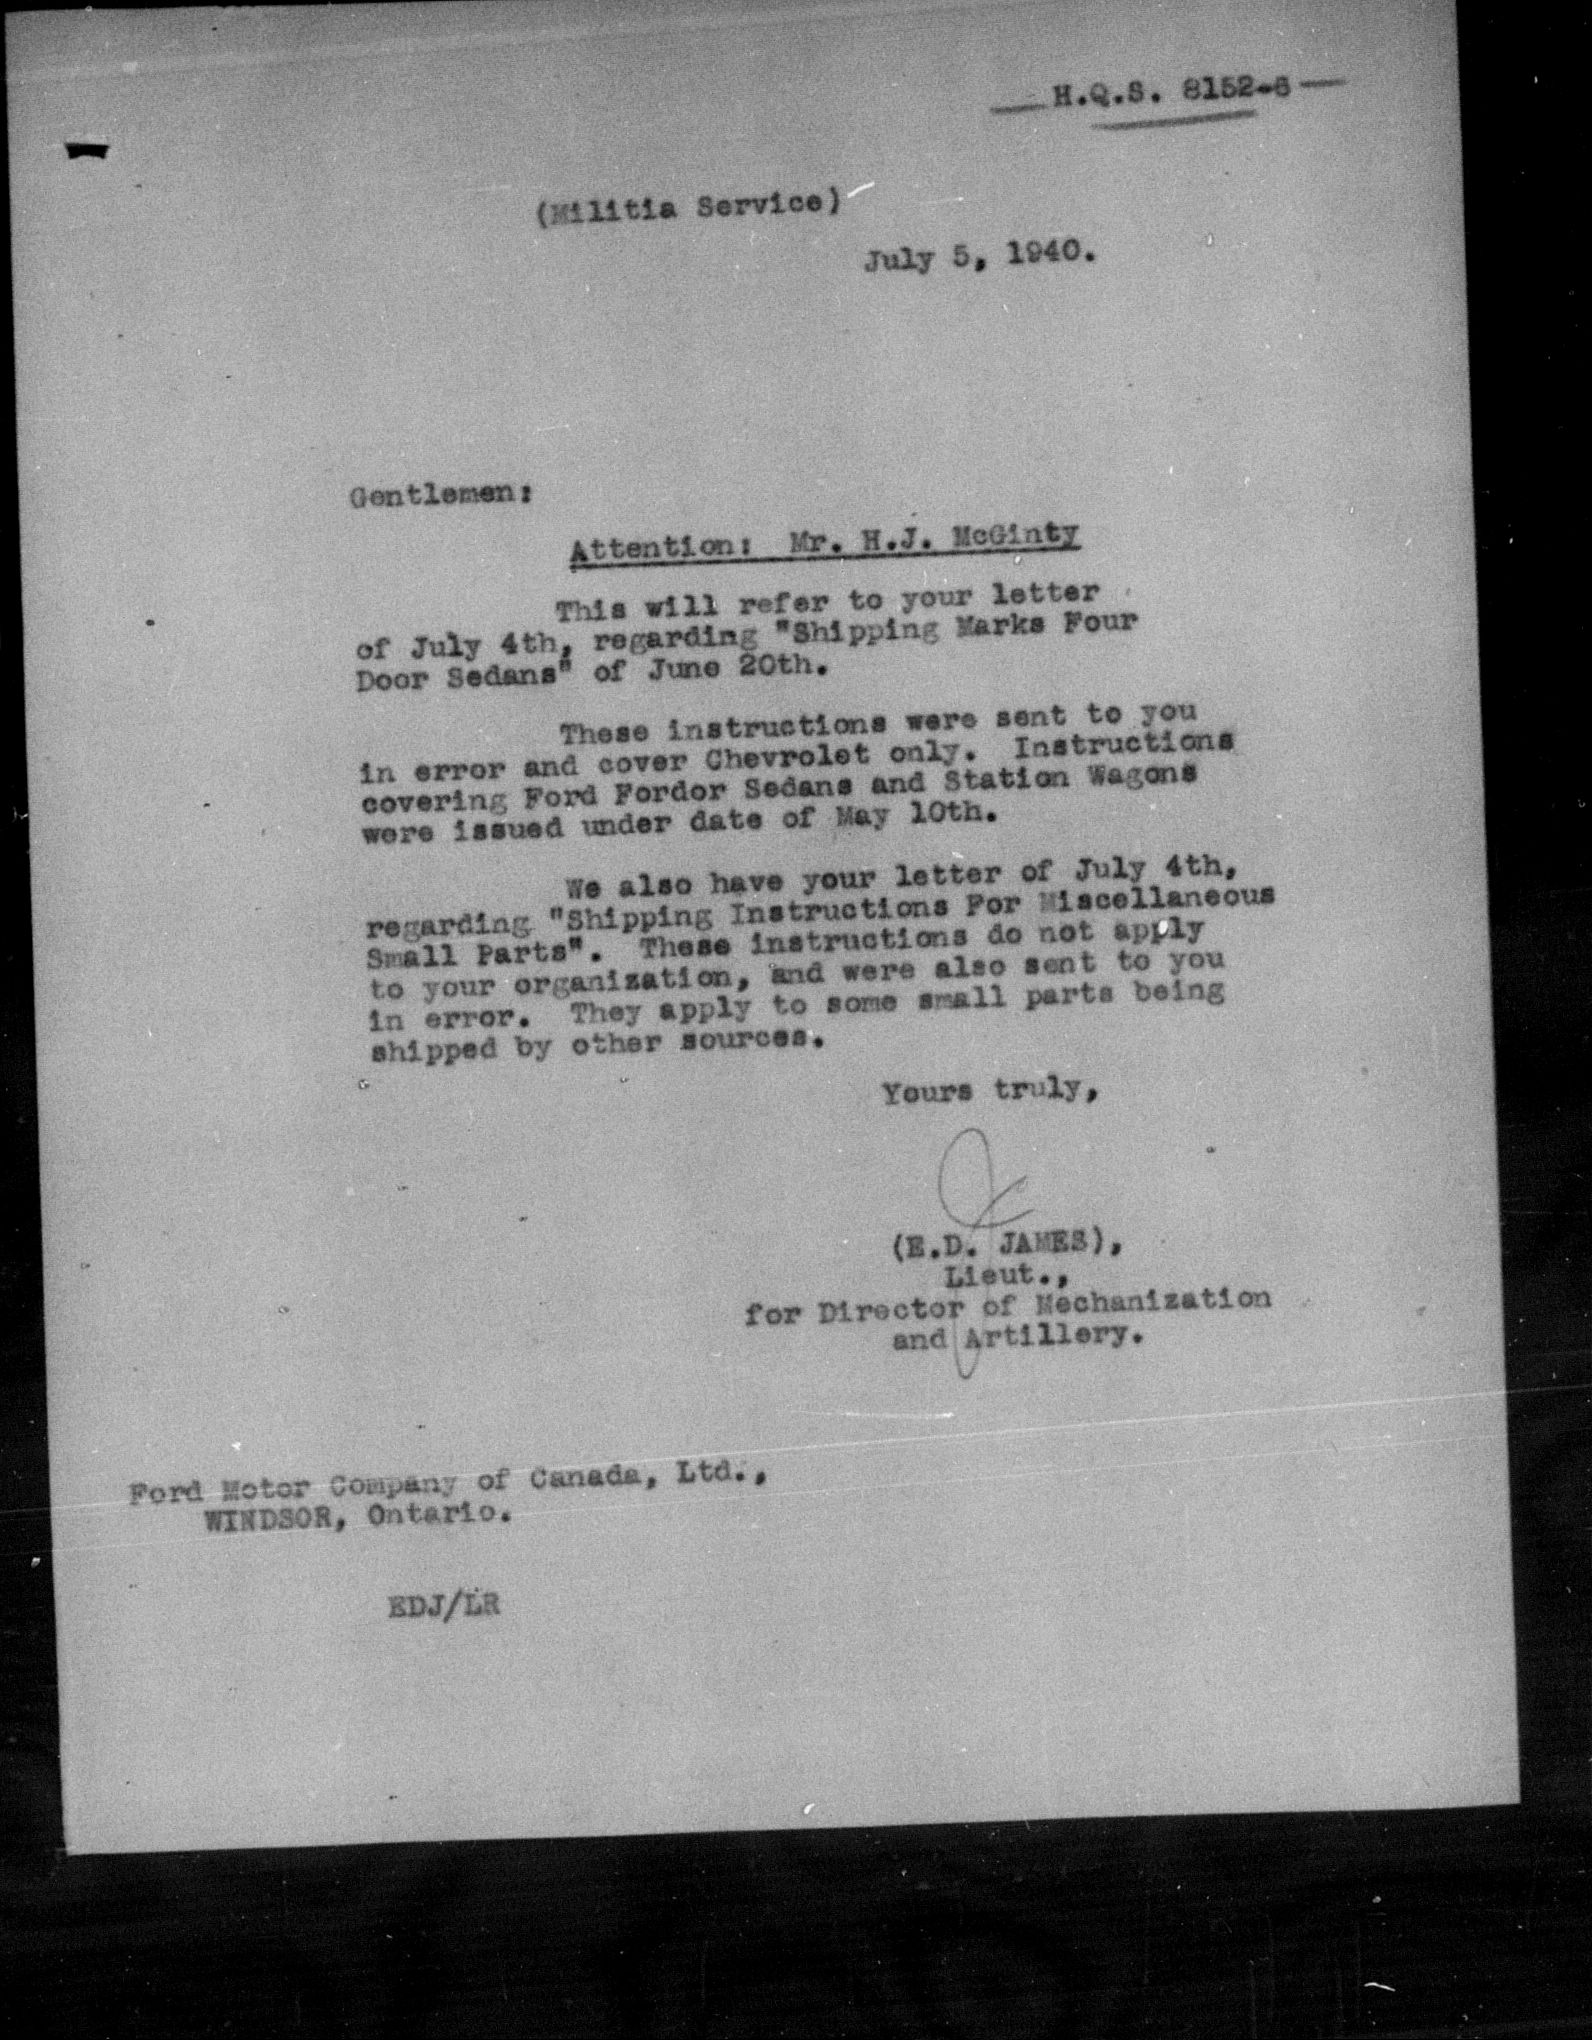 H.Q.S. 8152-6
(Militia Service)
July 5, 1940.
Gentlemen:
Attention: Mr. H.J. McGinty
This will refer to your letter
of July 4th, regarding "Shipping Marks Four
Door Sedans" of June 20th.
These instructions were sent to you
in error and cover Chevrolet only. Instructions
covering Ford Fordor Sedans and Station Wagons
were issued under date of May 10th.
We also have your letter of July 4th,
regarding "Shipping Instructions For Miscellaneous
Small Parts". These instructions do not apply
to your organization, and were also sent to you
in error. They apply to some small parts being
shipped by other sources.
Yours truly,
(E.D. JAMES),
Lieut.,
for Director of Mechanization
and Artillery.
Ford Motor Company of Canada, Ltd.,
WINDSOR, Ontario.
EDJ/LR